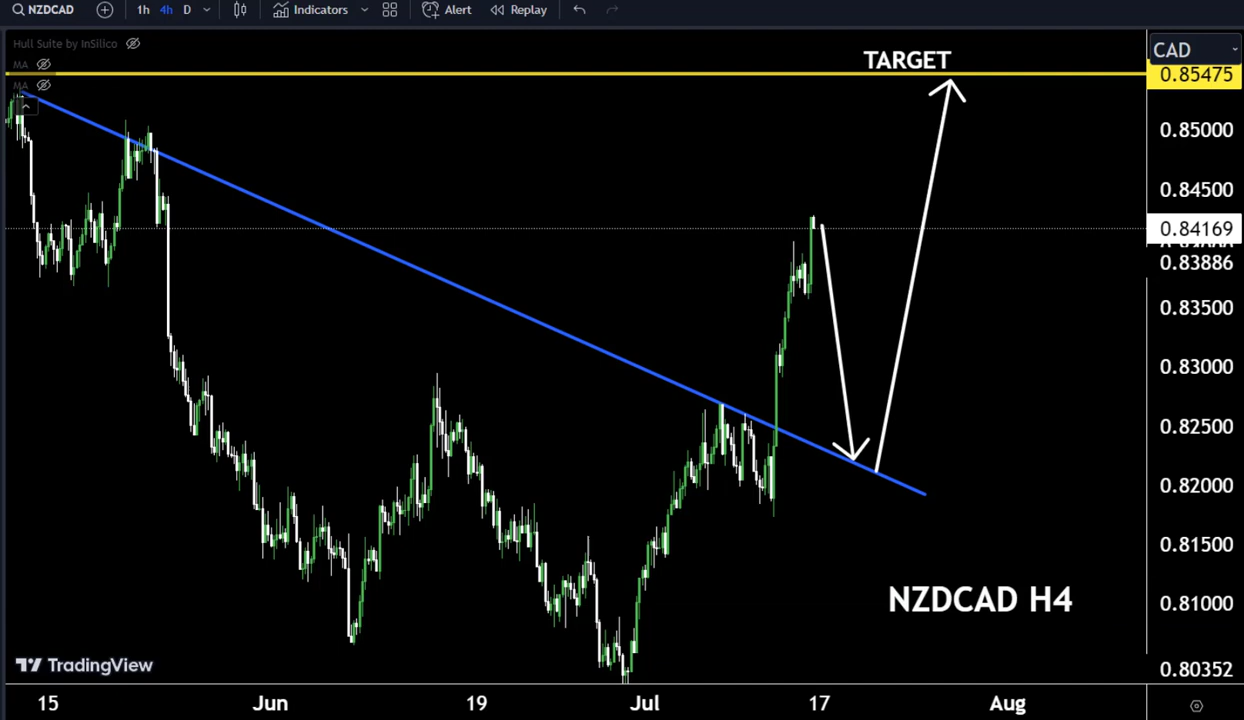 NZDCAD 1h 4h D Indicators Alert Replay
Hull Suite by InSilico
MA
MA
CAD
TARGET
0.85475
0.85000
0.84500
0.84169
0.83886
0.83500
0.83000
0.82500
0.82000
0.81500
0.81000
0.80352
NZDCAD H4
TradingView
15 Jun 19 Jul 17 Aug